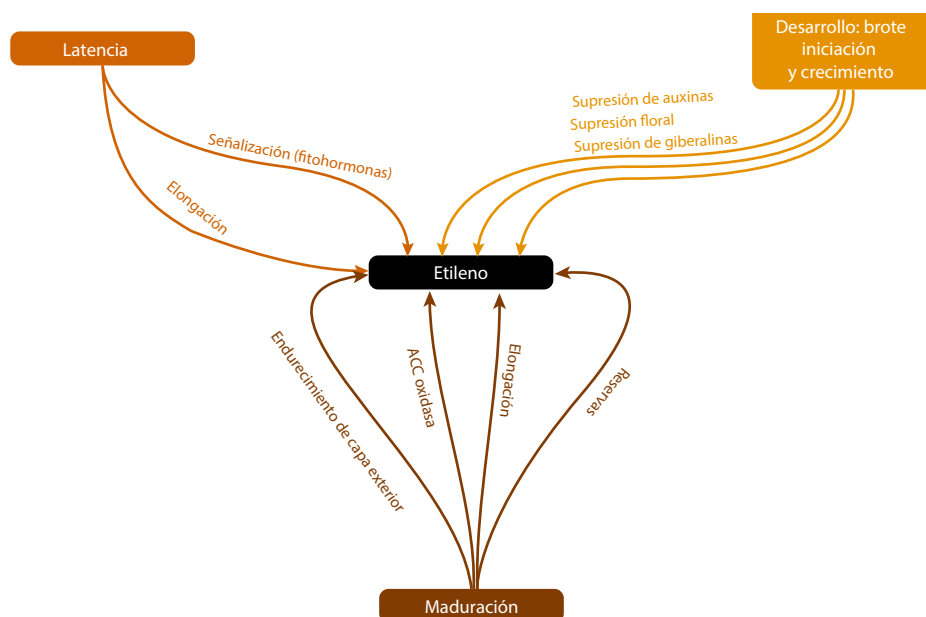 Latencia
Desarrollo: brote
iniciación
y crecimiento
Supresión de auxinas
Supresión floral
Supresión de giberalinas
Señalización (fitohormonas)
Elongación
Etileno
Endurecimiento de capa exterior
ACC oxidasa
Elongación
Reservas
Maduración